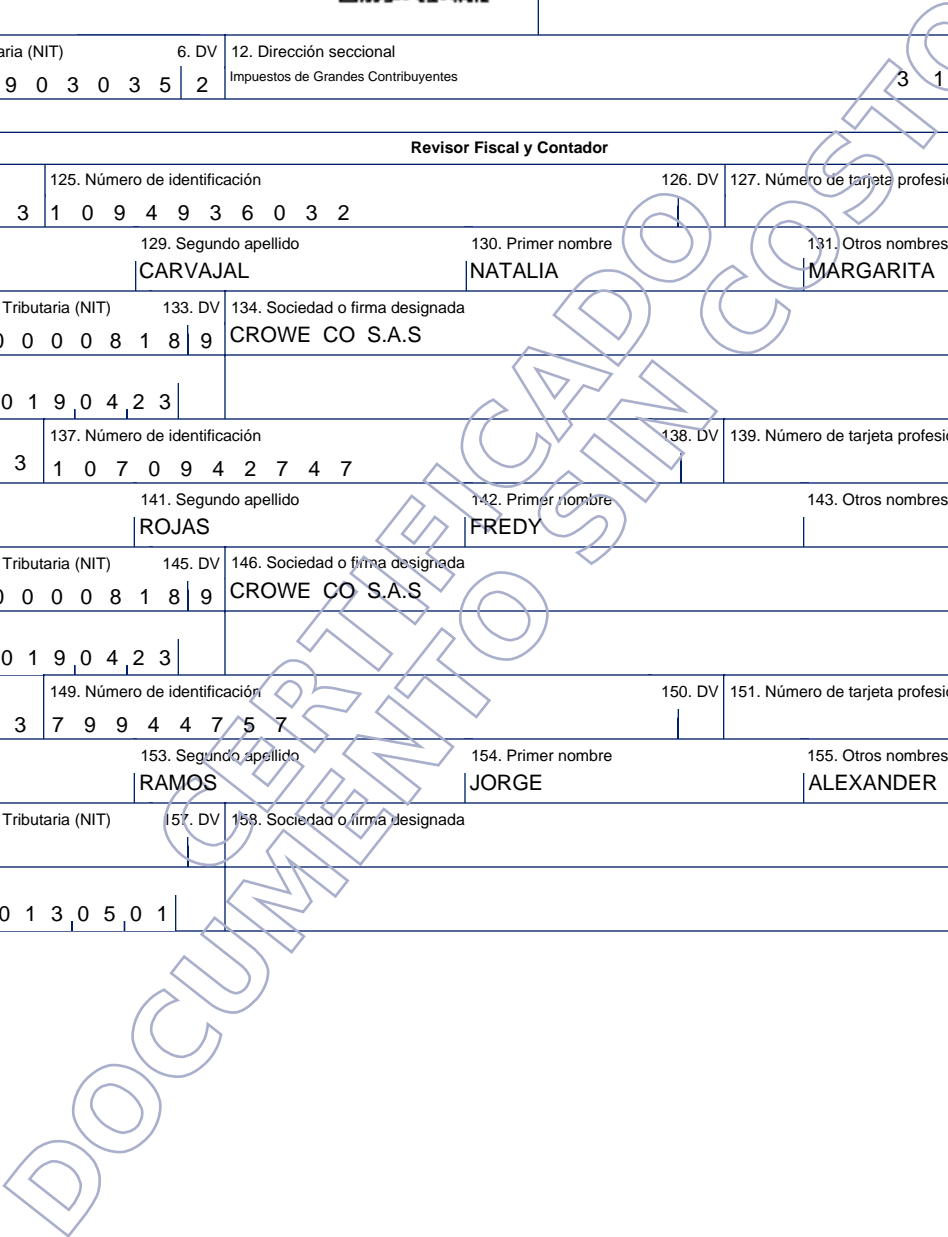 aria (NIT) 6. DV 12. Dirección seccional
9 0 3 0 3 5 2 Impuestos de Grandes Contribuyentes 3 1
Revisor Fiscal y Contador
125. Número de identificación 126. DV 127. Número de tarjeta profesi
3 1 0 9 4 9 3 6 0 3 2
129. Segundo apellido 130. Primer nombre 131. Otros nombres
CARVAJAL NATALIA MARGARITA
Tributaria (NIT) 133. DV 134. Sociedad o firma designada
0 0 0 0 8 1 8 9 CROWE CO S.A.S
0 1 9 0 4 2 3
137. Número de identificación 138. DV 139. Número de tarjeta profesi
3 1 0 7 0 9 4 2 7 4 7
141. Segundo apellido 142. Primer nombre 143. Otros nombres
ROJAS FREDY
Tributaria (NIT) 145. DV 146. Sociedad o firma designada
0 0 0 0 8 1 8 9 CROWE CO S.A.S
0 1 9 0 4 2 3
149. Número de identificación 150. DV 151. Número de tarjeta profesi
3 7 9 9 4 4 7 5 7
153. Segundo apellido 154. Primer nombre 155. Otros nombres
RAMOS JORGE ALEXANDER
Tributaria (NIT) 157. DV 158. Sociedad o firma designada
0 1 3 0 5 0 1
CERTIFICADO
DOCUMENTO SIN COSTO